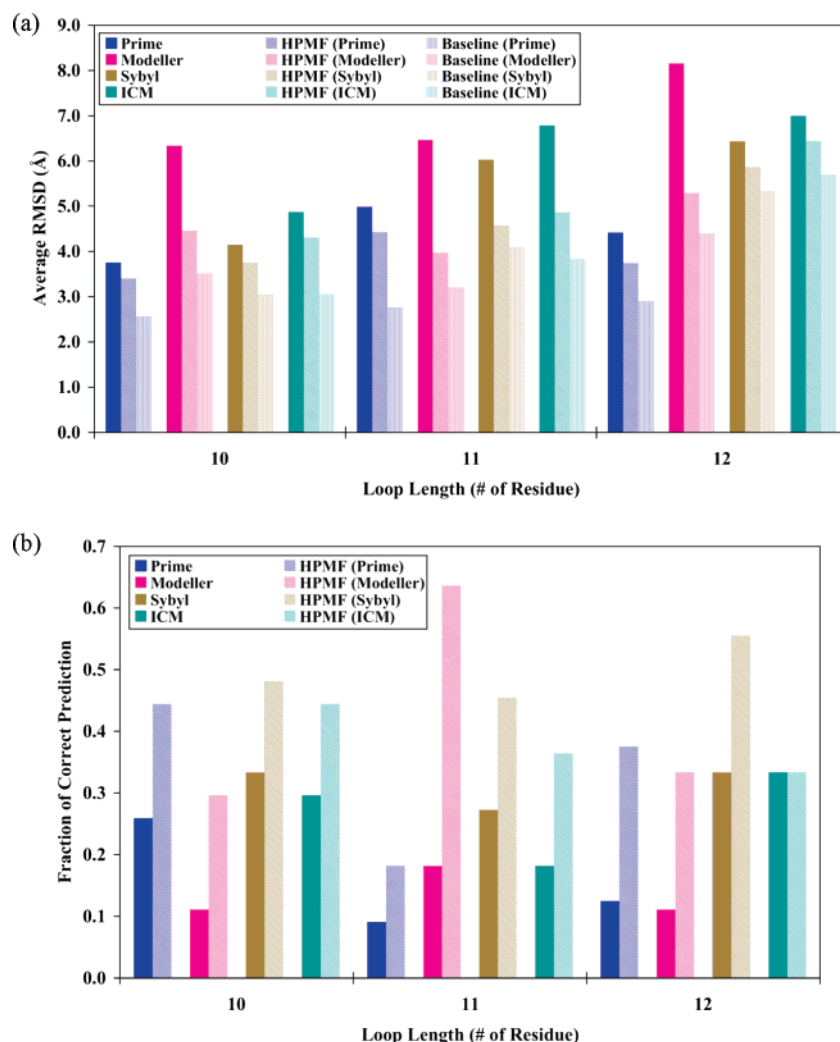 (a)
9.0
8.0
7.0
6.0
5.0
4.0
3.0
2.0
1.0
0.0
Average RMSD (Å)
Prime HPMF (Prime) Baseline (Prime)
Modeller HPMF (Modeller) Baseline (Modeller)
Sybyl HPMF (Sybyl) Baseline (Sybyl)
ICM HPMF (ICM) Baseline (ICM)
10 11 12
Loop Length (# of Residue)
(b)
0.7
0.6
0.5
0.4
0.3
0.2
0.1
0.0
Fraction of Correct Prediction
Prime HPMF (Prime)
Modeller HPMF (Modeller)
Sybyl HPMF (Sybyl)
ICM HPMF (ICM)
10 11 12
Loop Length (# of Residue)